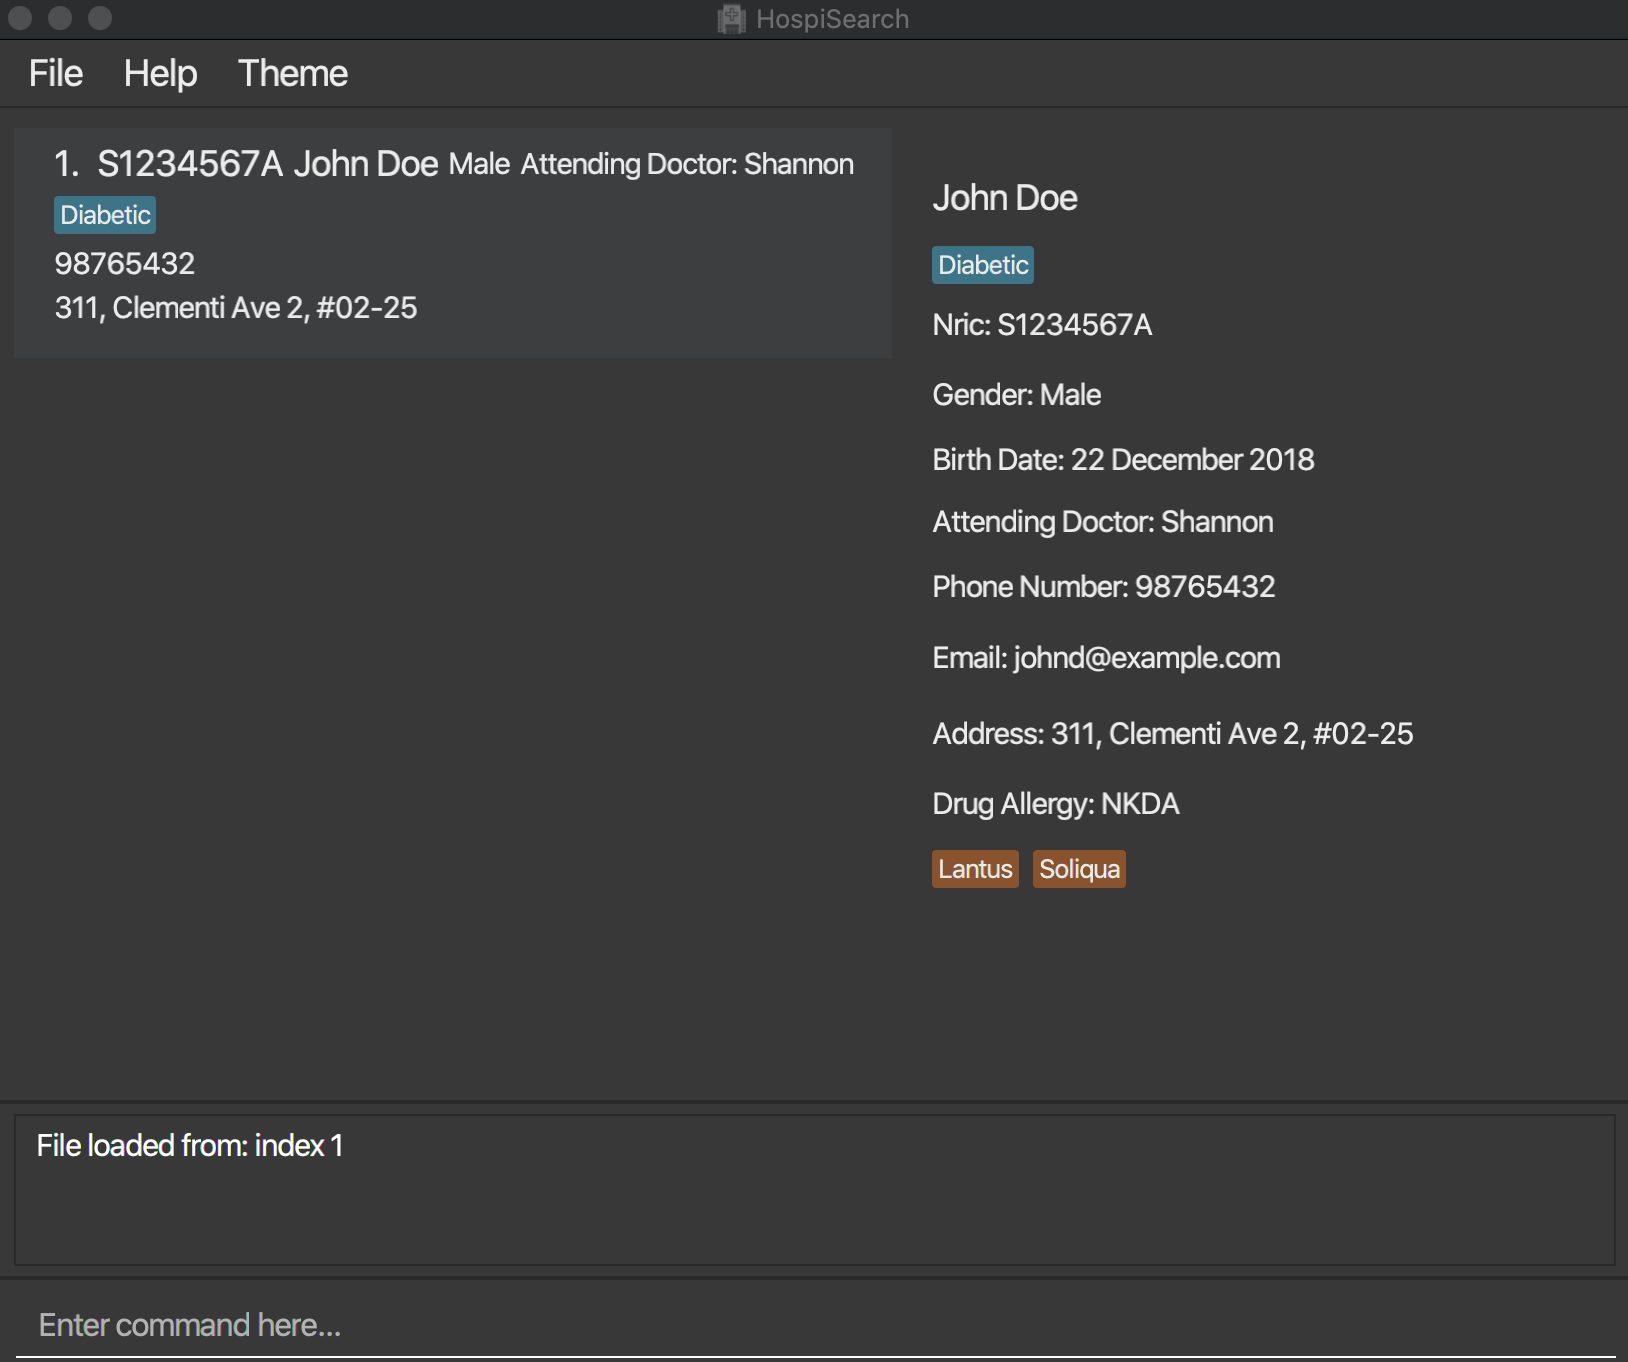 HospiSearch
File Help Theme
1. S1234567A John Doe Male Attending Doctor: Shannon
Diabetic
98765432
311, Clementi Ave 2, #02-25
John Doe
Diabetic
Nric: S1234567A
Gender: Male
Birth Date: 22 December 2018
Attending Doctor: Shannon
Phone Number: 98765432
Email: johnd@example.com
Address: 311, Clementi Ave 2, #02-25
Drug Allergy: NKDA
Lantus Soliqua
File loaded from: index 1
Enter command here...